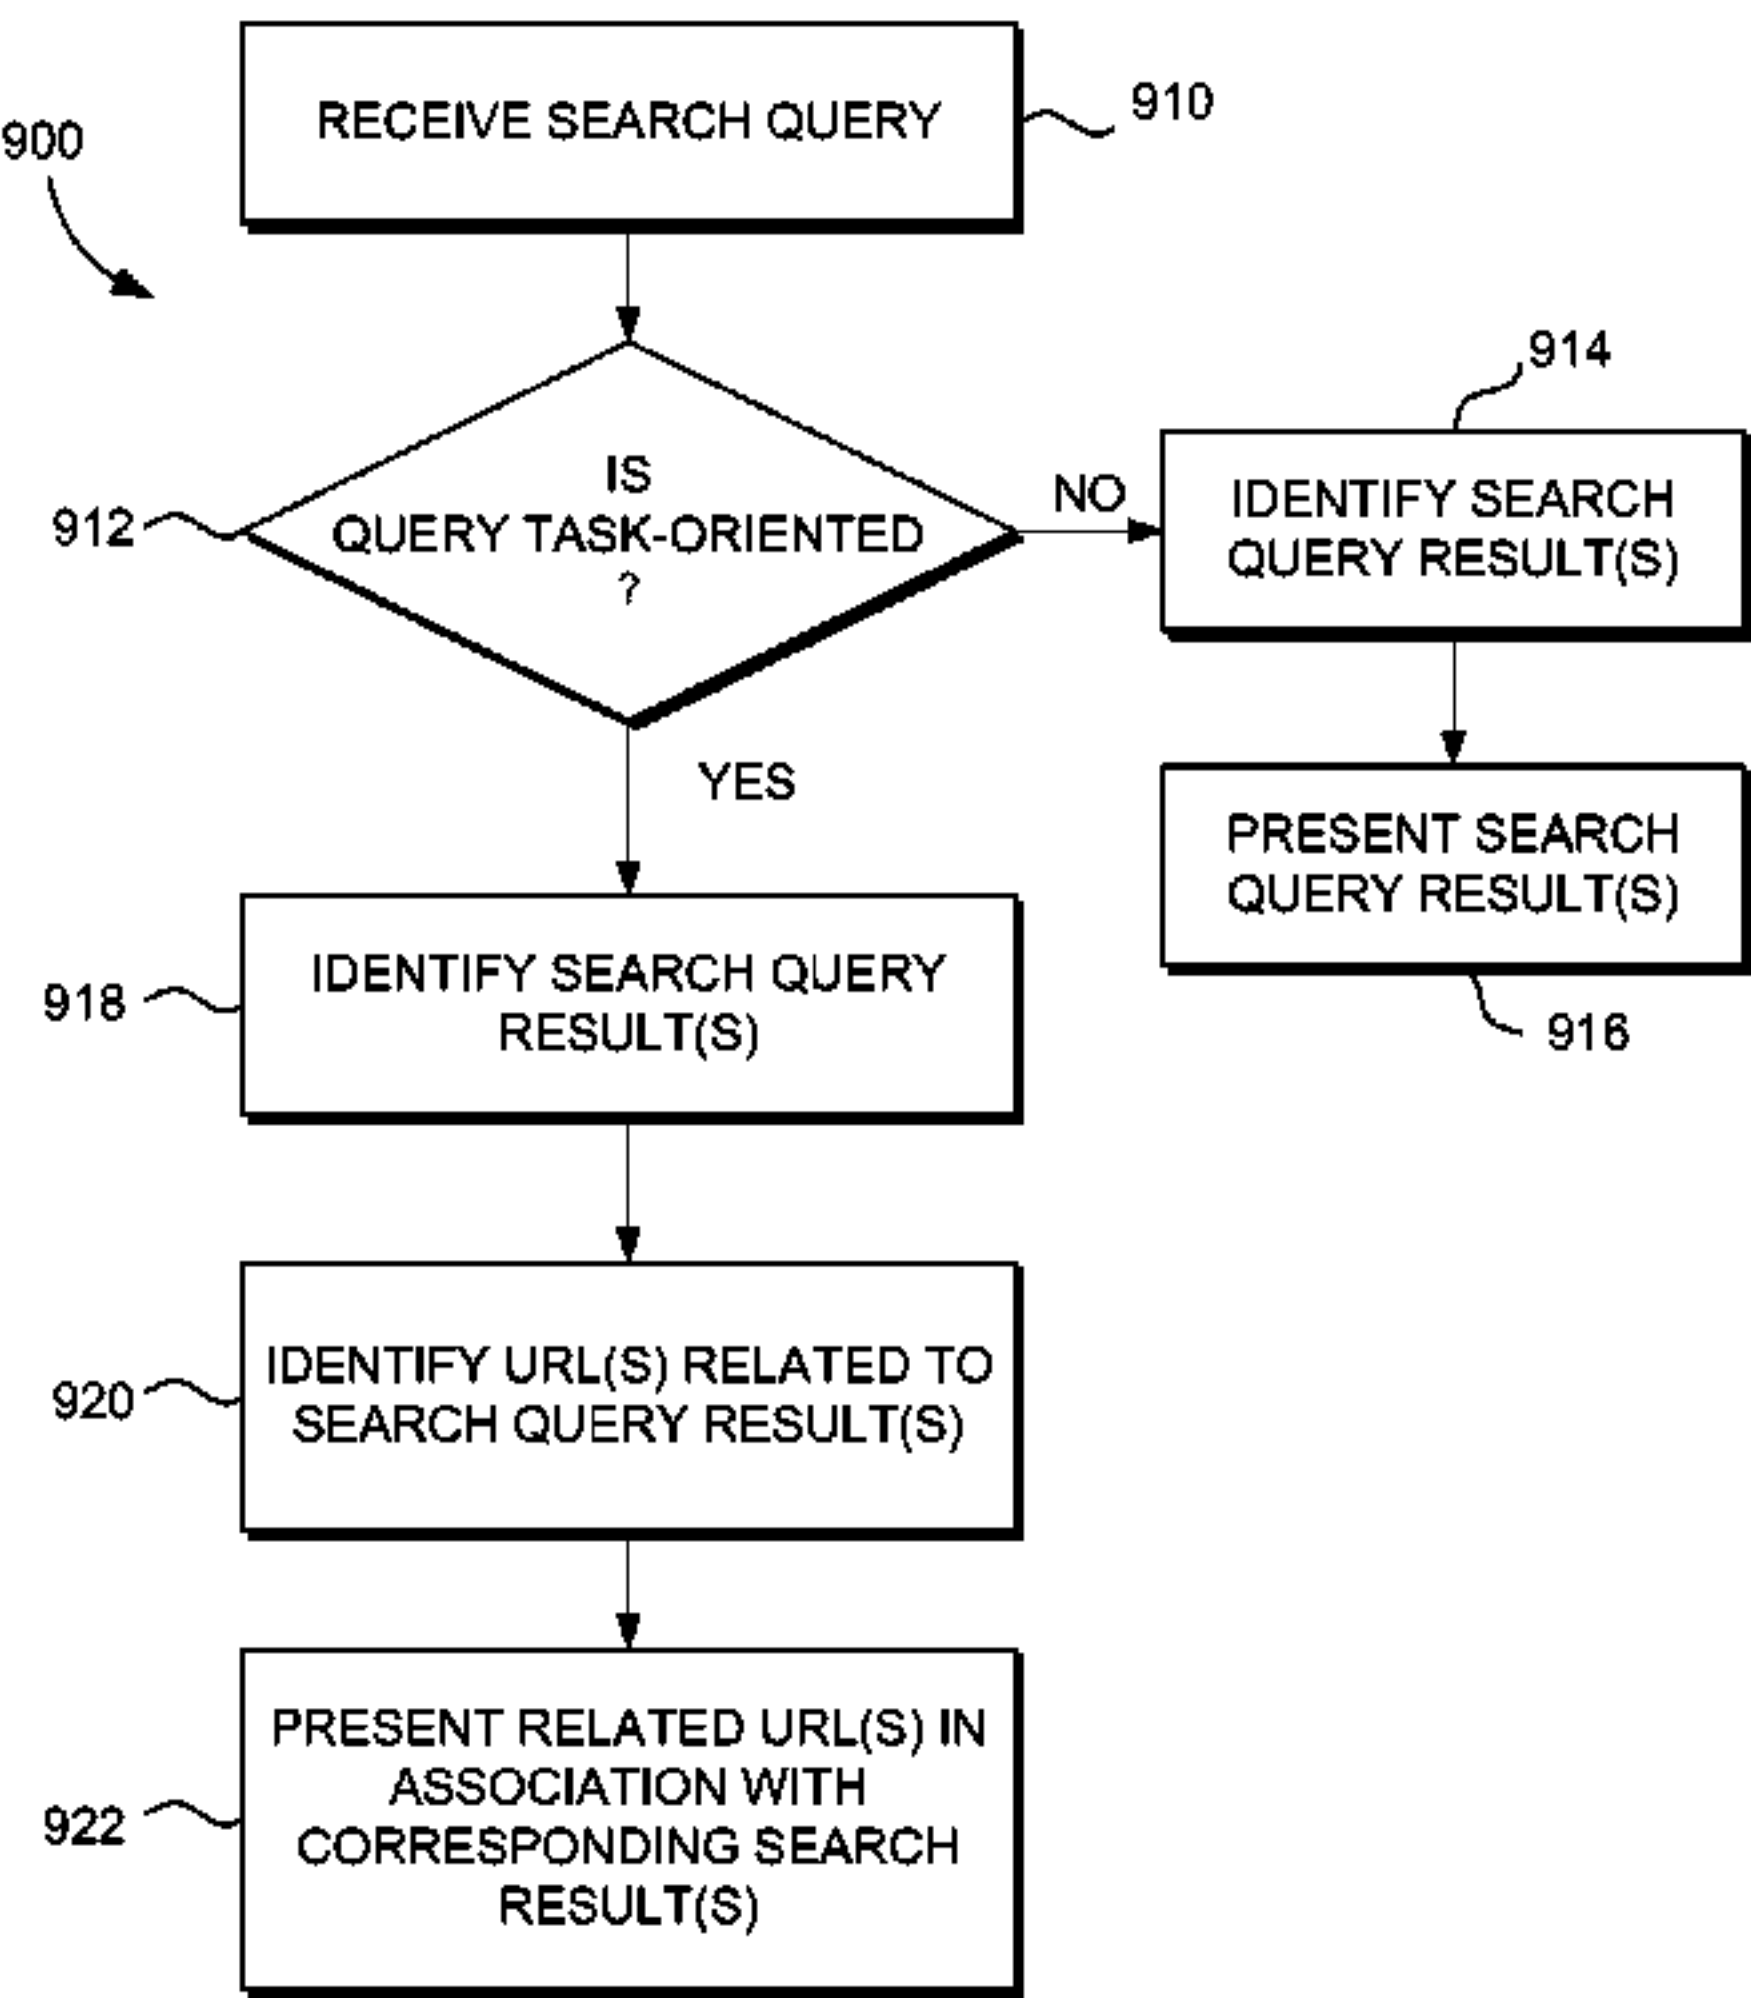 RECEIVE SEARCH QUERY
910
900
IS
QUERY TASK-ORIENTED
?
912
NO
914
IDENTIFY SEARCH
QUERY RESULT(S)
YES
PRESENT SEARCH
QUERY RESULT(S)
916
IDENTIFY SEARCH QUERY
RESULT(S)
918
IDENTIFY URL(S) RELATED TO
SEARCH QUERY RESULT(S)
920
PRESENT RELATED URL(S) IN
ASSOCIATION WITH
CORRESPONDING SEARCH
RESULT(S)
922